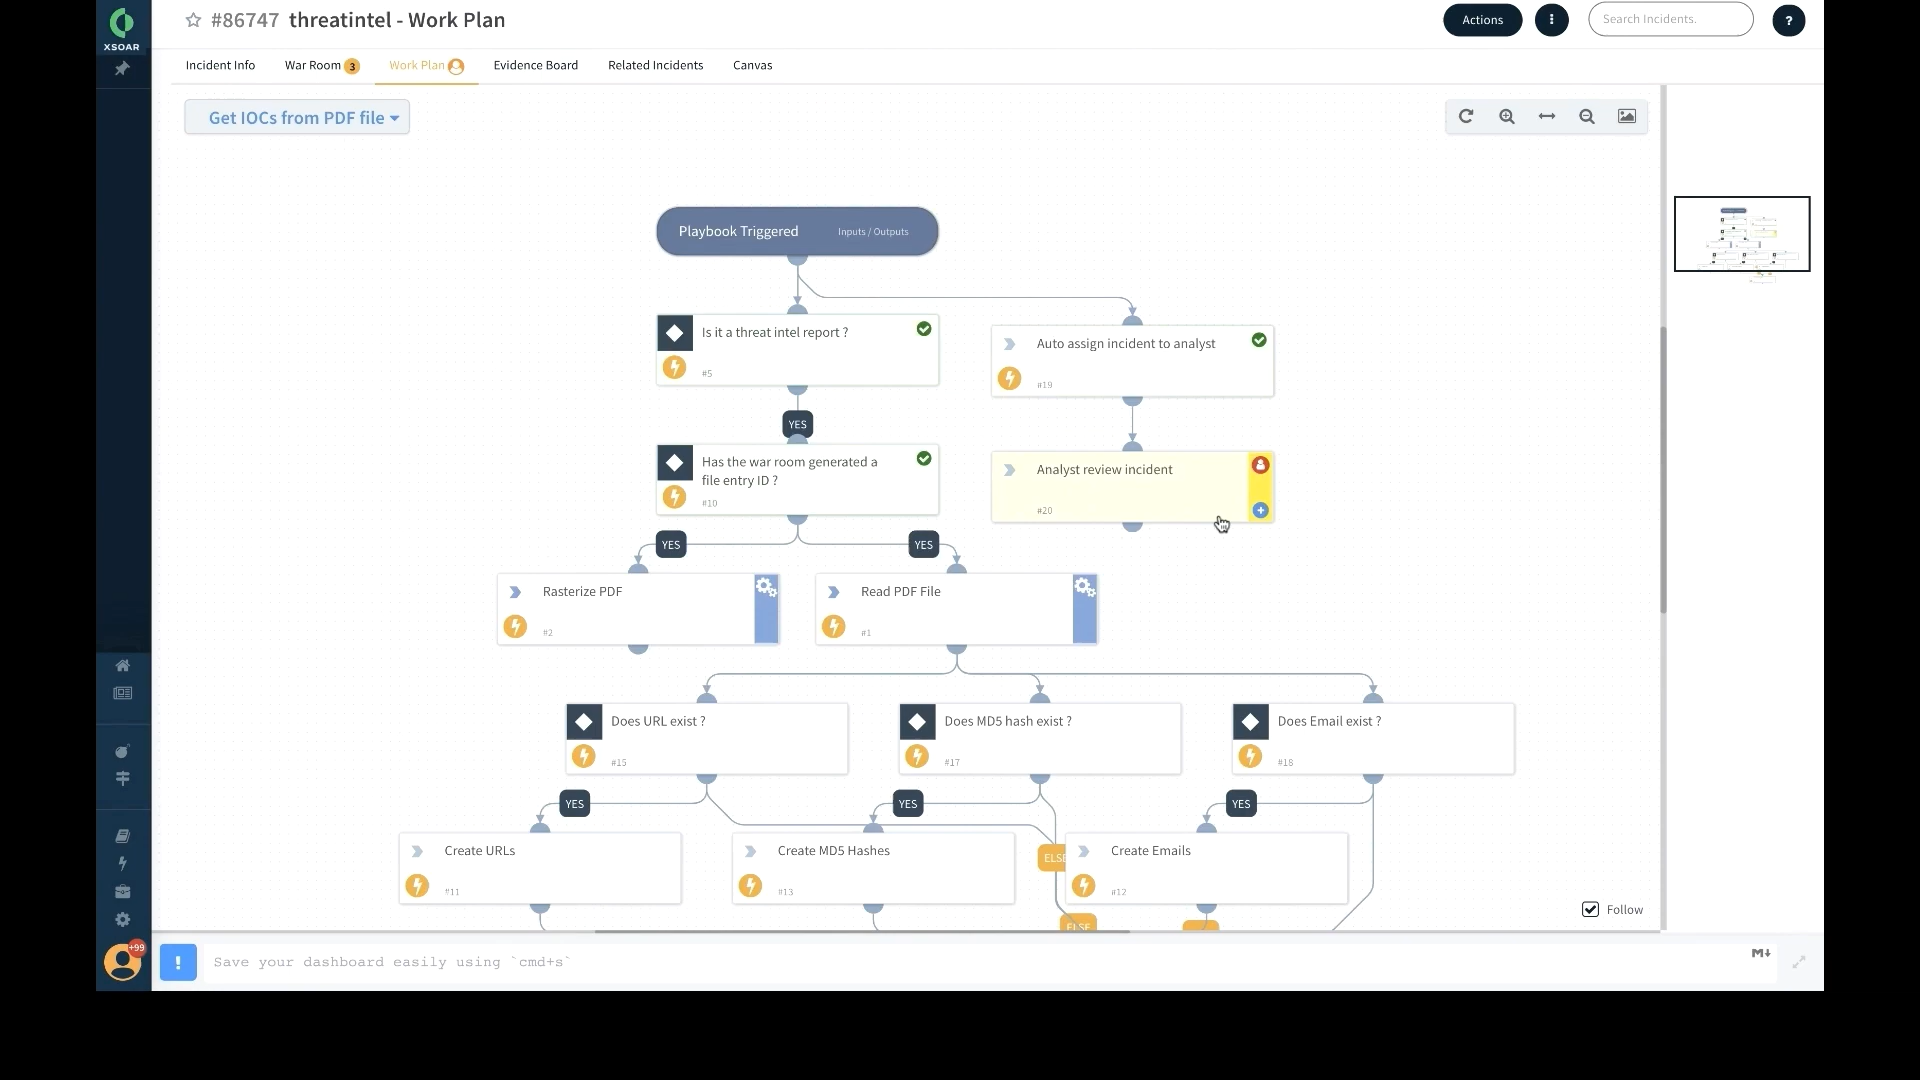 XSOAR
#86747 threatintel - Work Plan
Actions
Search Incidents.
?
Incident Info
War Room 3
Work Plan
Evidence Board
Related Incidents
Canvas
Get IOCs from PDF file
Playbook Triggered
Inputs / Outputs
Is it a threat intel report ?
#5
Auto assign incident to analyst
#19
YES
Has the war room generated a
file entry ID ?
#10
Analyst review incident
#20
YES
YES
Rasterize PDF
#2
Read PDF File
#1
Does URL exist ?
#15
Does MD5 hash exist ?
#17
Does Email exist ?
#18
YES
YES
YES
Create URLs
#11
Create MD5 Hashes
#13
ELSE
Create Emails
#12
ELSE
Follow
+99
!
Save your dashboard easily using `cmd+s`
M